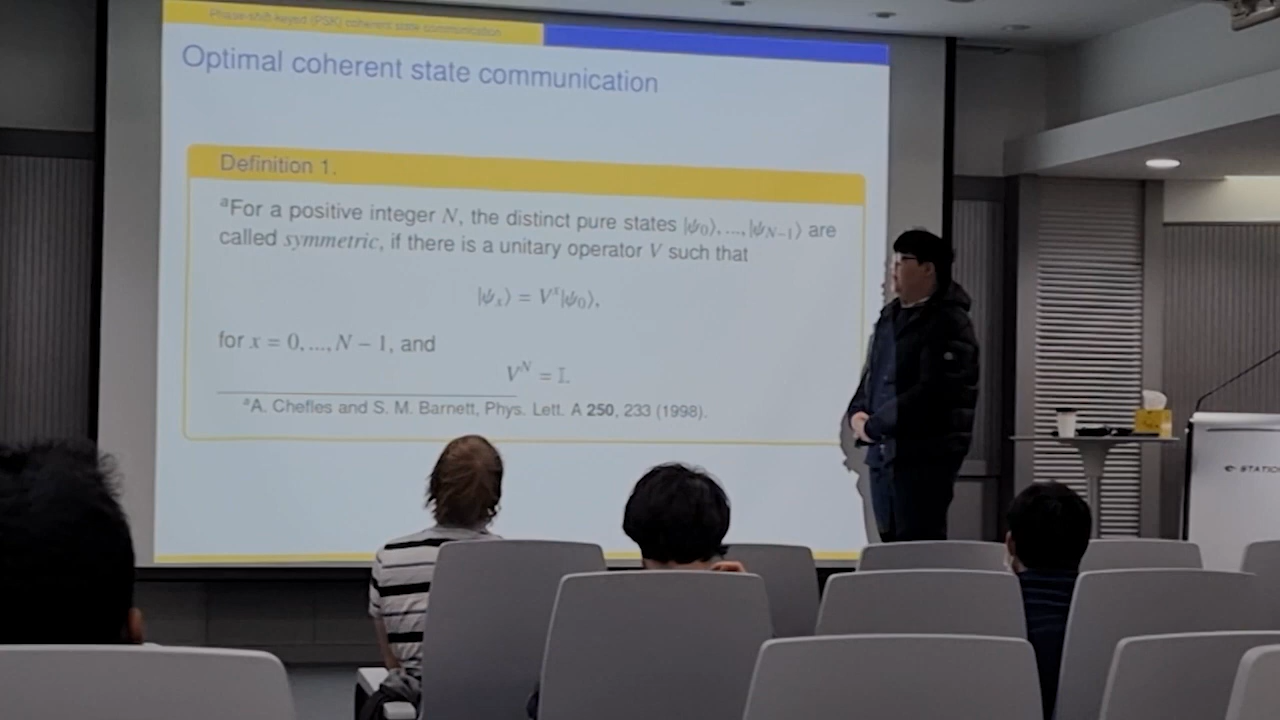 Phase-shift-keyed (PSK) coherent state communication
Optimal coherent state communication
Definition 1.
ᵃFor a positive integer N, the distinct pure states |ψ₀⟩, ..., |ψ_{N−1}⟩ are
called symmetric, if there is a unitary operator V such that
|ψₓ⟩ = Vˣ|ψ₀⟩,
for x = 0, ..., N − 1, and
Vᴺ = 𝕀.
ᵃA. Chefles and S. M. Barnett, Phys. Lett. A 250, 233 (1998).